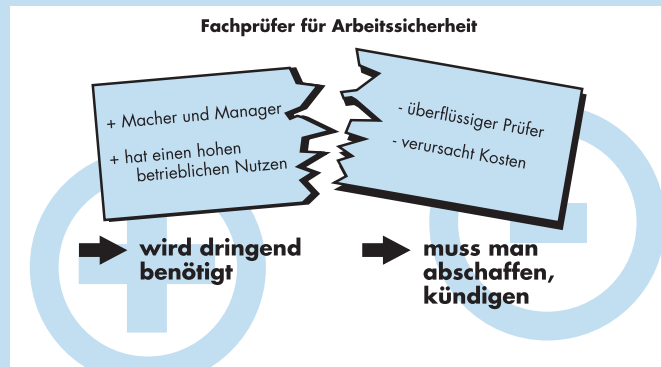 Fachprüfer für Arbeitssicherheit
+ Macher und Manager
+ hat einen hohen
betrieblichen Nutzen
- überflüssiger Prüfer
- verursacht Kosten
wird dringend
benötigt
muss man
abschaffen,
kündigen